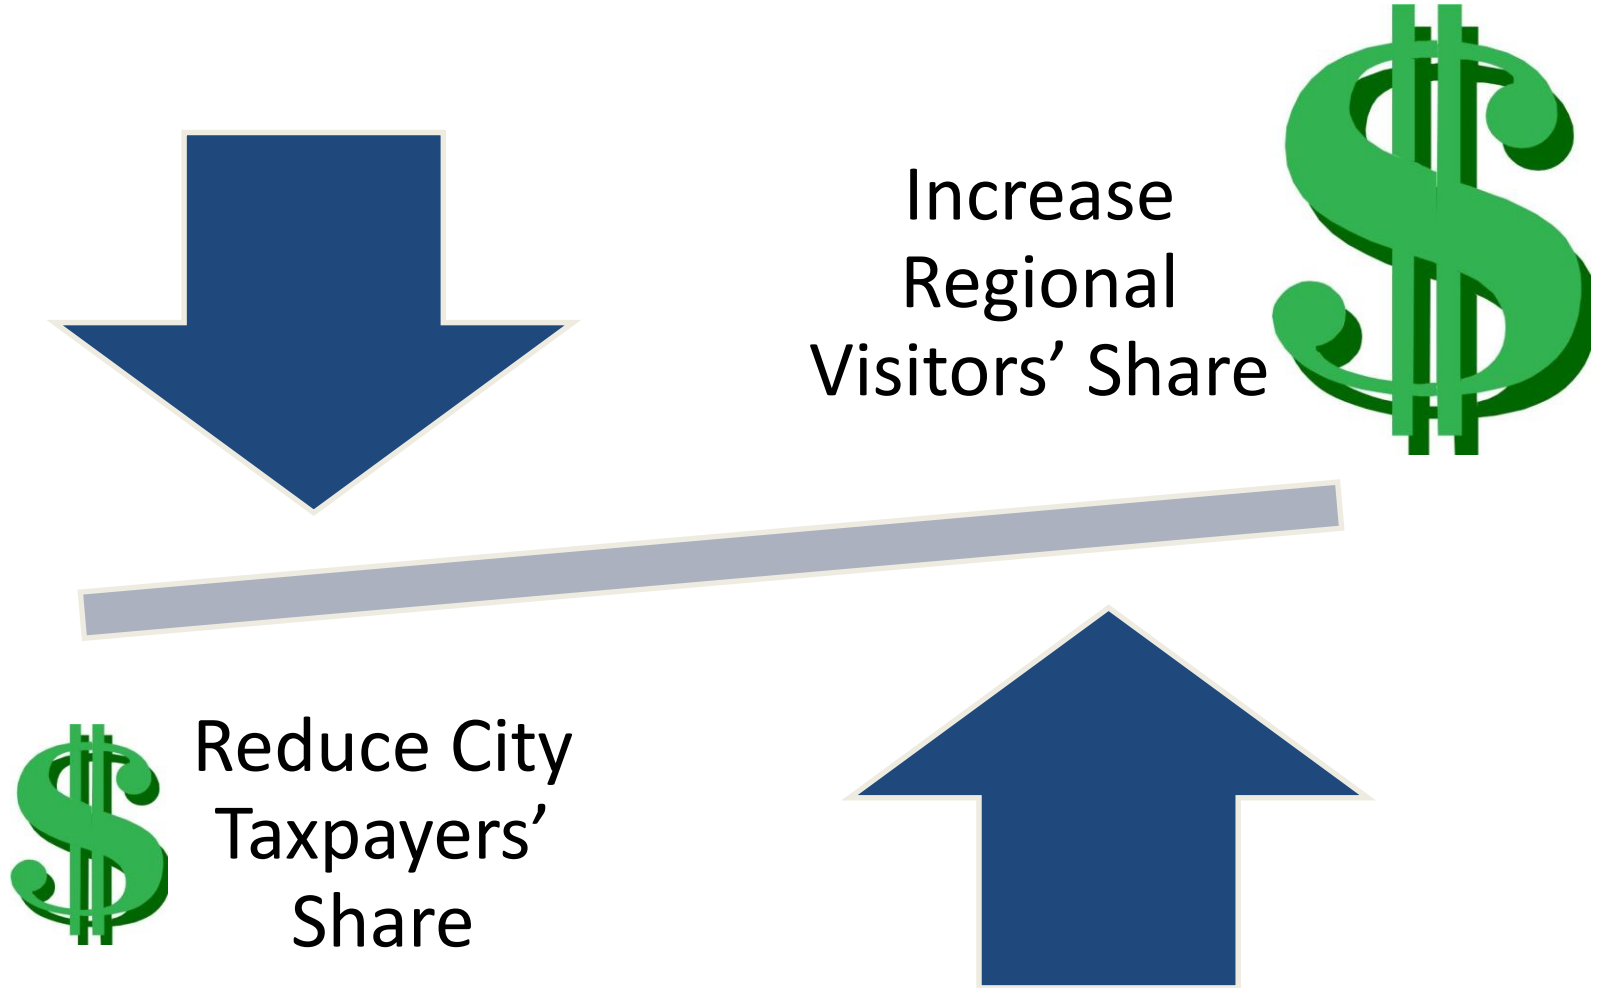 Increase
Regional
Visitors’ Share
Reduce City
Taxpayers’
Share